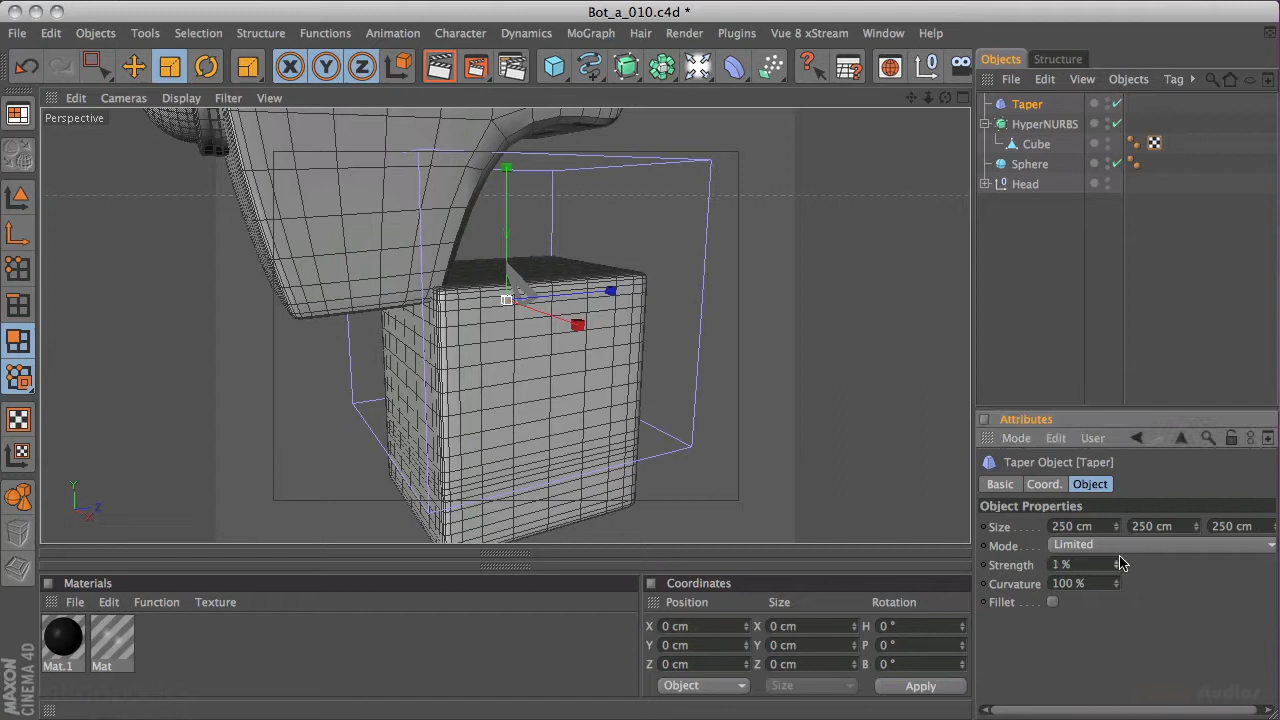 Bot_a_010.c4d *
File Edit Objects Tools Selection Structure Functions Animation Character Dynamics MoGraph Hair Render Plugins Vue 8 xStream Window Help
Objects Structure
File Edit View Objects Tag
Edit Cameras Display Filter View
Perspective
Taper
HyperNURBS
Cube
Sphere
Head
Y
Z
X
Attributes
Mode Edit User
Taper Object [Taper]
Basic Coord. Object
Object Properties
Size . . . . . 250 cm 250 cm 250 cm
Mode. . . . Limited
Strength 1 %
Curvature 100 %
Fillet . . . .
Materials
File Edit Function Texture
Mat.1 Mat
Coordinates
Position Size Rotation
X 0 cm X 0 cm H 0 °
Y 0 cm Y 0 cm P 0 °
Z 0 cm Z 0 cm B 0 °
Object Size Apply
MAXON
CINEMA 4D
studios